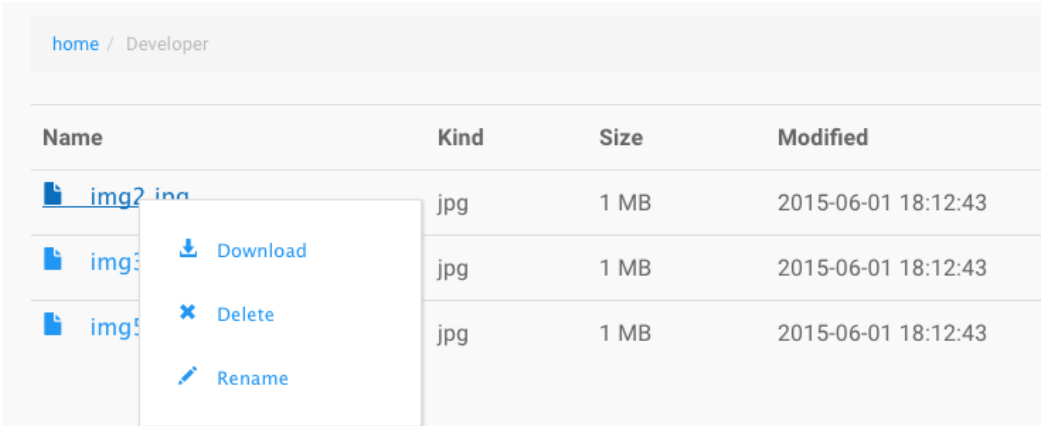 home / Developer
Name Kind Size Modified
img2.jpg jpg 1 MB 2015-06-01 18:12:43
Download
img3 jpg 1 MB 2015-06-01 18:12:43
Delete
img5 jpg 1 MB 2015-06-01 18:12:43
Rename